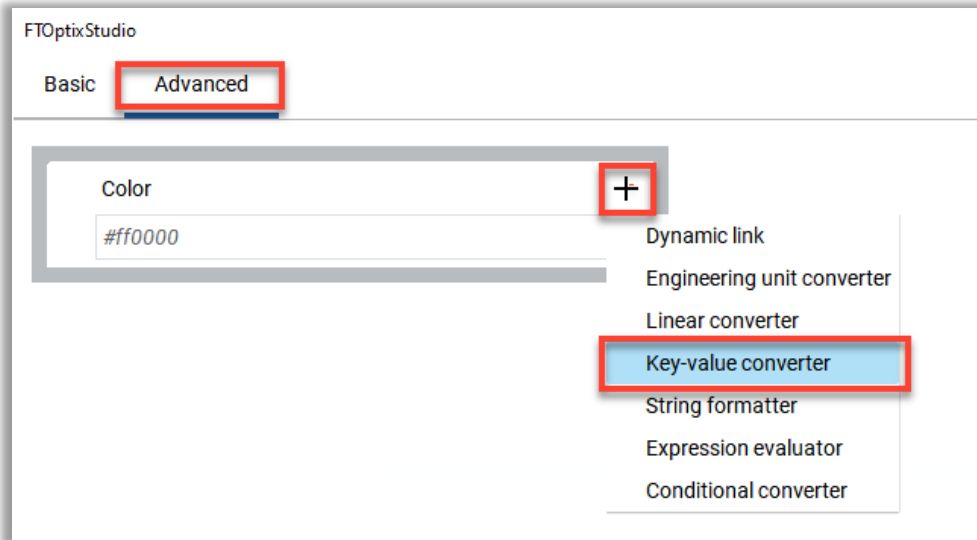 FTOptixStudio
Basic Advanced
Color
#ff0000
Dynamic link
Engineering unit converter
Linear converter
Key-value converter
String formatter
Expression evaluator
Conditional converter